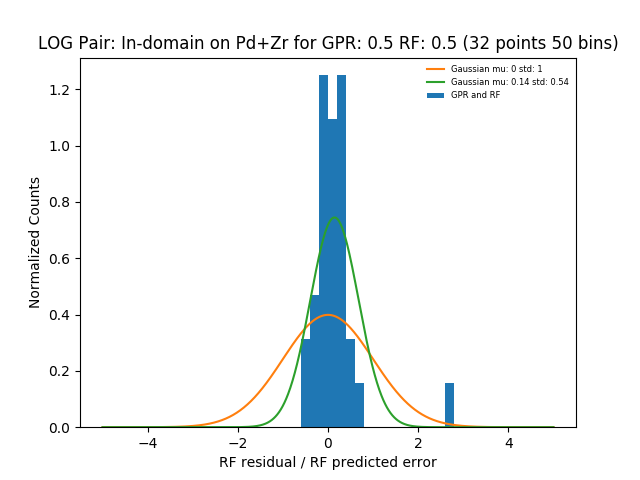 LOG Pair: In-domain on Pd+Zr for GPR: 0.5 RF: 0.5 (32 points 50 bins)
Gaussian mu: 0 std: 1
Gaussian mu: 0.14 std: 0.54
GPR and RF
Normalized Counts
1.2
1.0
0.8
0.6
0.4
0.2
0.0
−4 −2 0 2 4
RF residual / RF predicted error